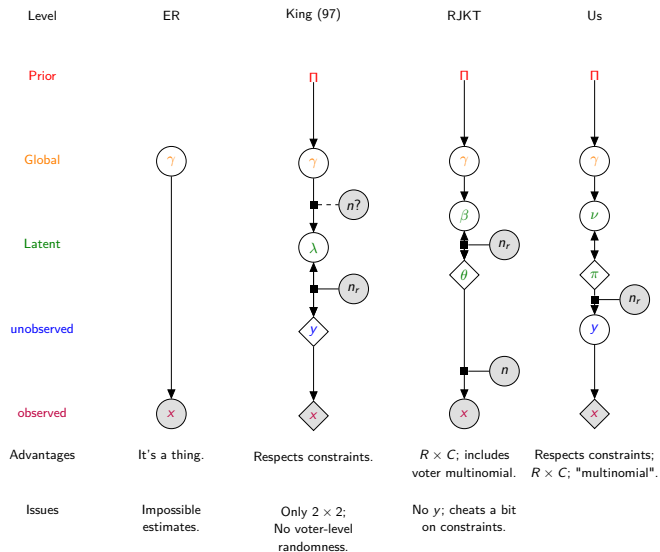 Level ER King (97) RJKT Us
Prior Π Π Π Π
Global γ γ γ γ
n?
β ν
Latent λ n_r
θ π
n_r n_r
unobserved y y
n
observed x x x x
Advantages It's a thing. Respects constraints. R × C; includes voter multinomial. Respects constraints; R × C; "multinomial".
Issues Impossible estimates. Only 2 × 2; No voter-level randomness. No y; cheats a bit on constraints.